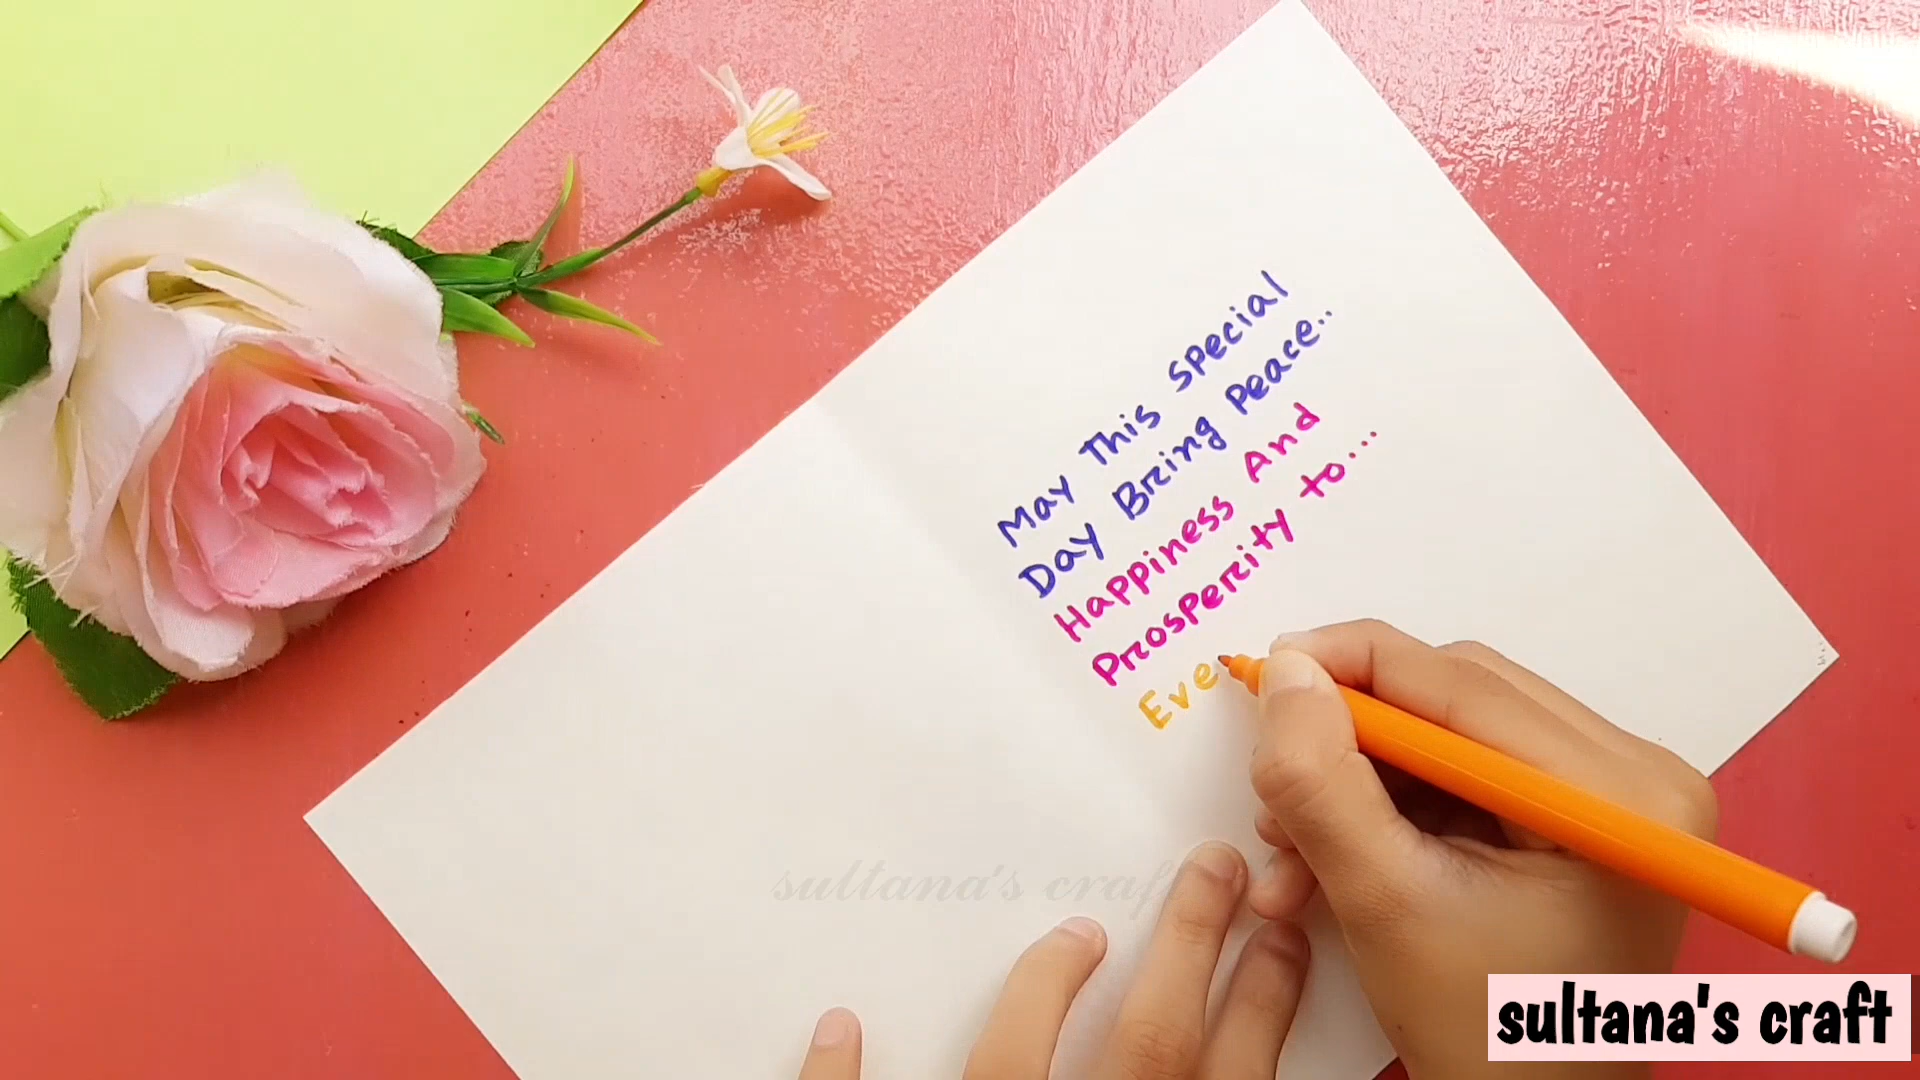 May This Special
Day Bring Peace..
Happiness And
Prosperity to...
Eve
sultana's craft
sultana's craft